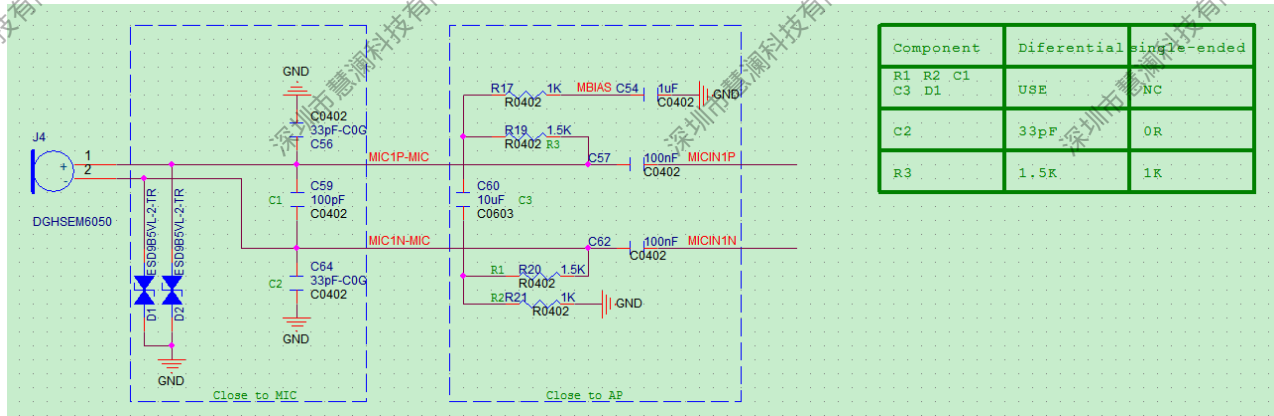 深圳市慧澜科技有
深圳市慧澜科技有
深圳市慧澜科技有
J4
1
2
+
-
DGHSEM6050
ESD9B5VL-2-TR
D1
ESD9B5VL-2-TR
D2
GND
GND
C0402
33pF-C0G
C56
MIC1P-MIC
C1
C59
100pF
C0402
MIC1N-MIC
C2
C64
33pF-C0G
C0402
GND
Close to MIC
R17
1K
R0402
MBIAS
C54
1uF
C0402
GND
R19
1.5K
R0402
R3
C57
100nF
C0402
MICIN1P
C60
10uF
C0603
C3
C62
100nF
C0402
MICIN1N
R1
R20
1.5K
R0402
R2
R21
1K
R0402
GND
Close to AP
Component Diferential single-ended
R1 R2 C1
C3 D1 USE NC
C2 33pF 0R
R3 1.5K 1K